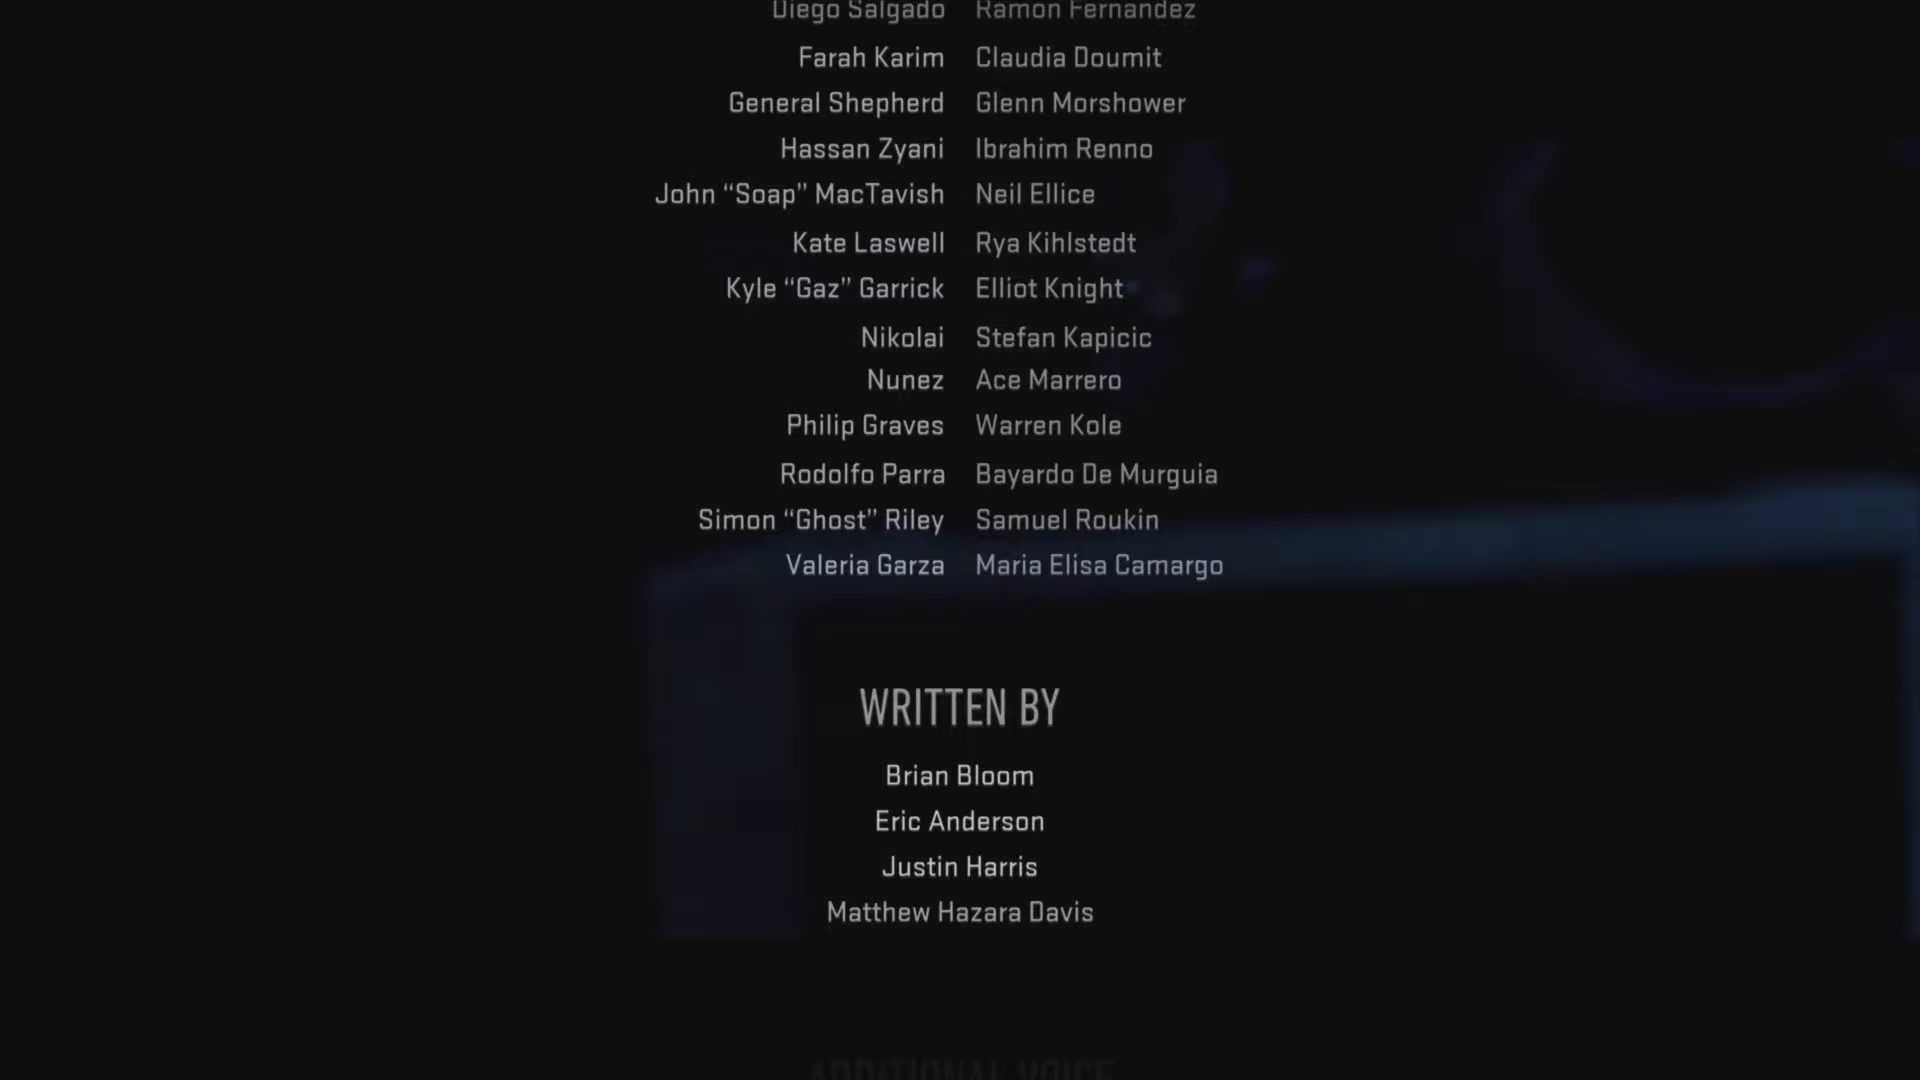 Diego Salgado Ramon Fernandez
Farah Karim Claudia Doumit
General Shepherd Glenn Morshower
Hassan Zyani Ibrahim Renno
John “Soap” MacTavish Neil Ellice
Kate Laswell Rya Kihlstedt
Kyle “Gaz” Garrick Elliot Knight
Nikolai Stefan Kapicic
Nunez Ace Marrero
Philip Graves Warren Kole
Rodolfo Parra Bayardo De Murguia
Simon “Ghost” Riley Samuel Roukin
Valeria Garza Maria Elisa Camargo
WRITTEN BY
Brian Bloom
Eric Anderson
Justin Harris
Matthew Hazara Davis
ADDITIONAL VOICE